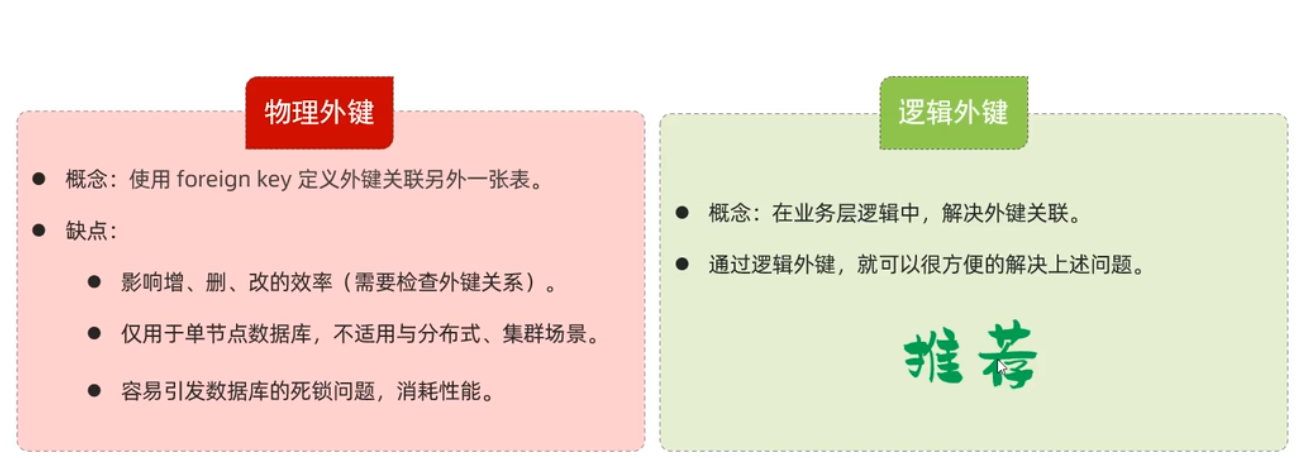 物理外键
概念：使用 foreign key 定义外键关联另外一张表。
缺点：
影响增、删、改的效率（需要检查外键关系）。
仅用于单节点数据库，不适用与分布式、集群场景。
容易引发数据库的死锁问题，消耗性能。
逻辑外键
概念：在业务层逻辑中，解决外键关联。
通过逻辑外键，就可以很方便的解决上述问题。
推荐